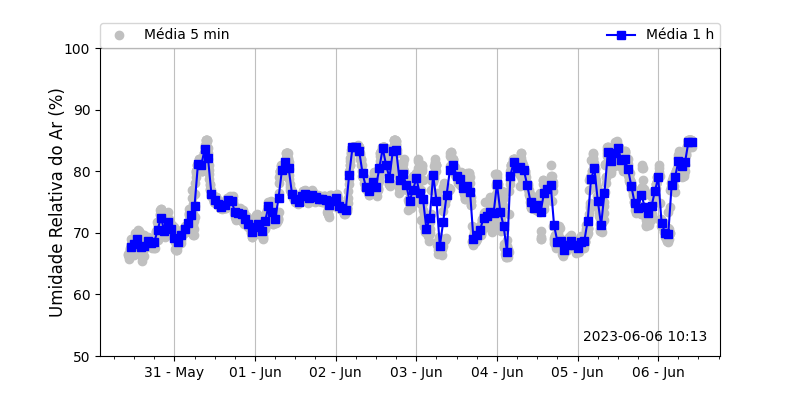 Média 5 min
Média 1 h
100
90
80
70
60
50
Umidade Relativa do Ar (%)
2023-06-06 10:13
31 - May
01 - Jun
02 - Jun
03 - Jun
04 - Jun
05 - Jun
06 - Jun